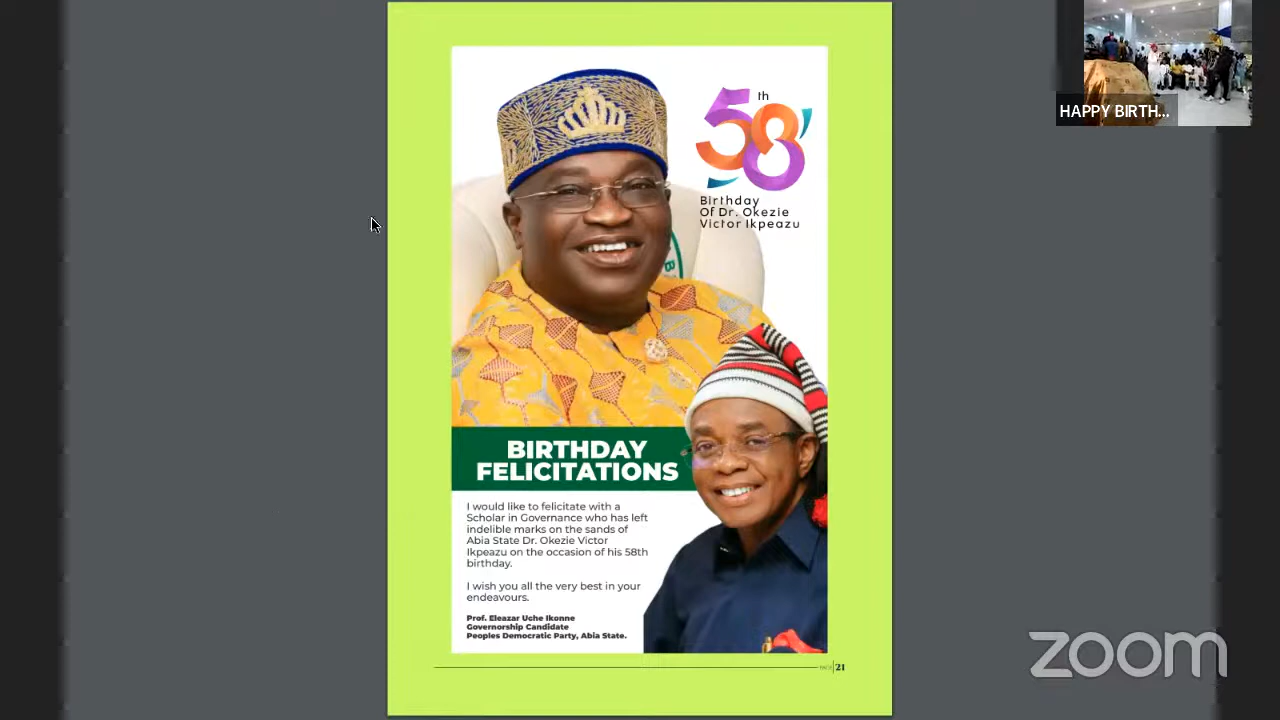 HAPPY BIRTH...
58th
Birthday
Of Dr. Okezie
Victor Ikpeazu
BIRTHDAY
FELICITATIONS
I would like to felicitate with a
Scholar in Governance who has left
indelible marks on the sands of
Abia State Dr. Okezie Victor
Ikpeazu on the occasion of his 58th
birthday.
I wish you all the very best in your
endeavours.
Prof. Eleazar Uche Ikonne
Governorship Candidate
Peoples Democratic Party, Abia State.
21
zoom